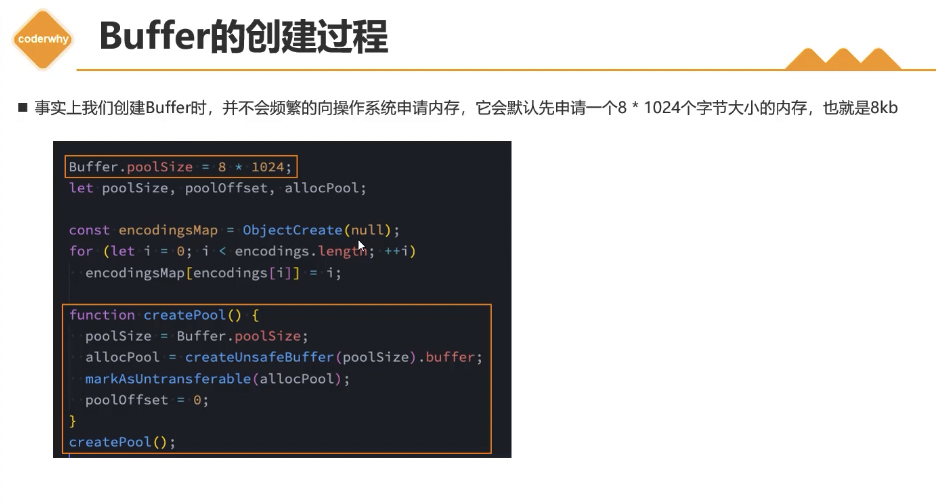 coderwhy
Buffer的创建过程
■ 事实上我们创建Buffer时，并不会频繁的向操作系统申请内存，它会默认先申请一个8 * 1024个字节大小的内存，也就是8kb
Buffer.poolSize = 8 * 1024;
let poolSize, poolOffset, allocPool;
const encodingsMap = ObjectCreate(null);
for (let i = 0; i < encodings.length; ++i)
encodingsMap[encodings[i]] = i;
function createPool() {
poolSize = Buffer.poolSize;
allocPool = createUnsafeBuffer(poolSize).buffer;
markAsUntransferable(allocPool);
poolOffset = 0;
}
createPool();